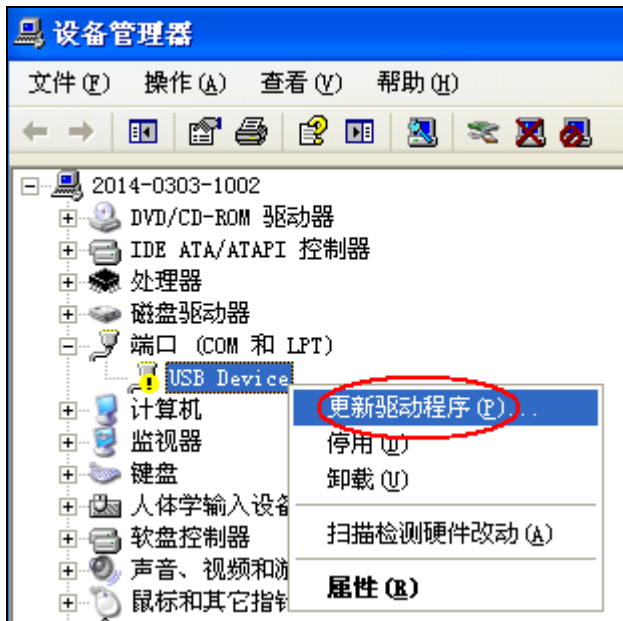 设备管理器
文件(F) 操作(A) 查看(V) 帮助(H)
2014-0303-1002
DVD/CD-ROM 驱动器
IDE ATA/ATAPI 控制器
处理器
磁盘驱动器
端口 (COM 和 LPT)
USB Device
计算机
监视器
键盘
人体学输入设备
软盘控制器
声音、视频和游
鼠标和其它指针
更新驱动程序(P)...
停用(D)
卸载(U)
扫描检测硬件改动(A)
属性(R)